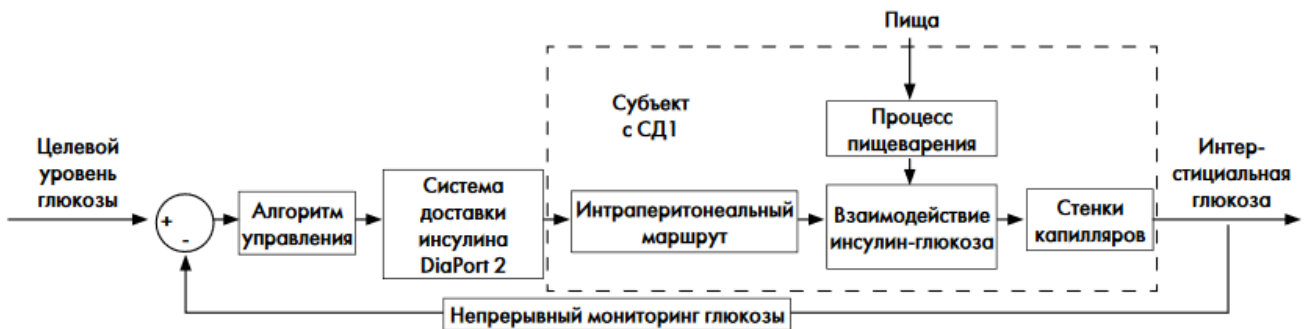 Пища
Субъект
с СД1
Процесс
пищеварения
Целевой
уровень
глюкозы
+
-
Алгоритм
управления
Система
доставки
инсулина
DiaPort 2
Интраперитонеальный
маршрут
Взаимодействие
инсулин-глюкоза
Стенки
капилляров
Интер-
стициальная
глюкоза
Непрерывный мониторинг глюкозы